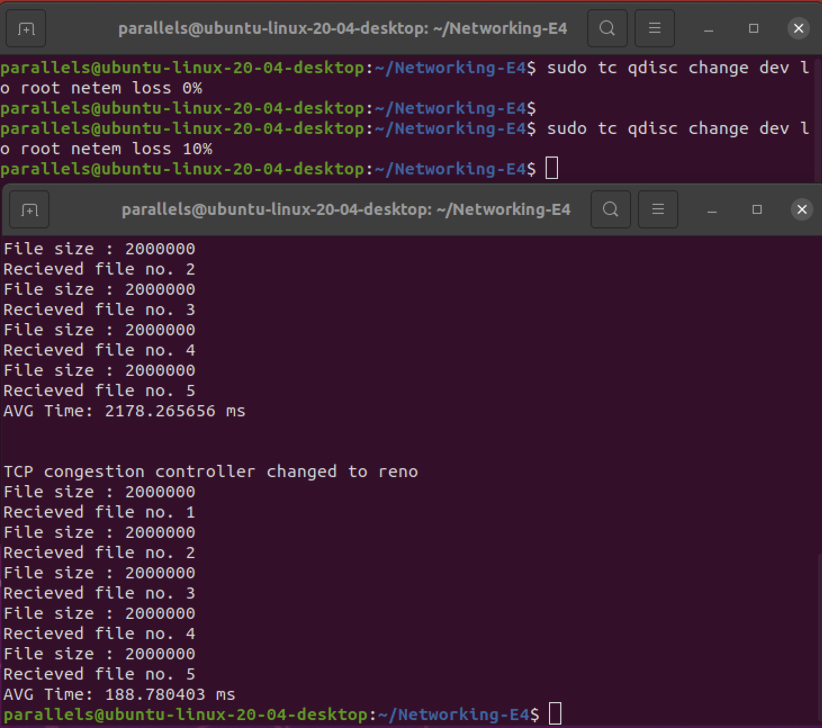 parallels@ubuntu-linux-20-04-desktop: ~/Networking-E4
parallels@ubuntu-linux-20-04-desktop:~/Networking-E4$ sudo tc qdisc change dev l
o root netem loss 0%
parallels@ubuntu-linux-20-04-desktop:~/Networking-E4$
parallels@ubuntu-linux-20-04-desktop:~/Networking-E4$ sudo tc qdisc change dev l
o root netem loss 10%
parallels@ubuntu-linux-20-04-desktop:~/Networking-E4$
parallels@ubuntu-linux-20-04-desktop: ~/Networking-E4
File size : 2000000
Recieved file no. 2
File size : 2000000
Recieved file no. 3
File size : 2000000
Recieved file no. 4
File size : 2000000
Recieved file no. 5
AVG Time: 2178.265656 ms
TCP congestion controller changed to reno
File size : 2000000
Recieved file no. 1
File size : 2000000
Recieved file no. 2
File size : 2000000
Recieved file no. 3
File size : 2000000
Recieved file no. 4
File size : 2000000
Recieved file no. 5
AVG Time: 188.780403 ms
parallels@ubuntu-linux-20-04-desktop:~/Networking-E4$